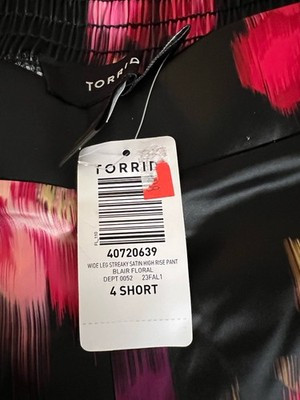 TORRID
TORRID
40720639
WIDE LEG STREAKY SATIN HIGH RISE PANT
BLAIR FLORAL
DEPT 0052 23FAL1
4 SHORT